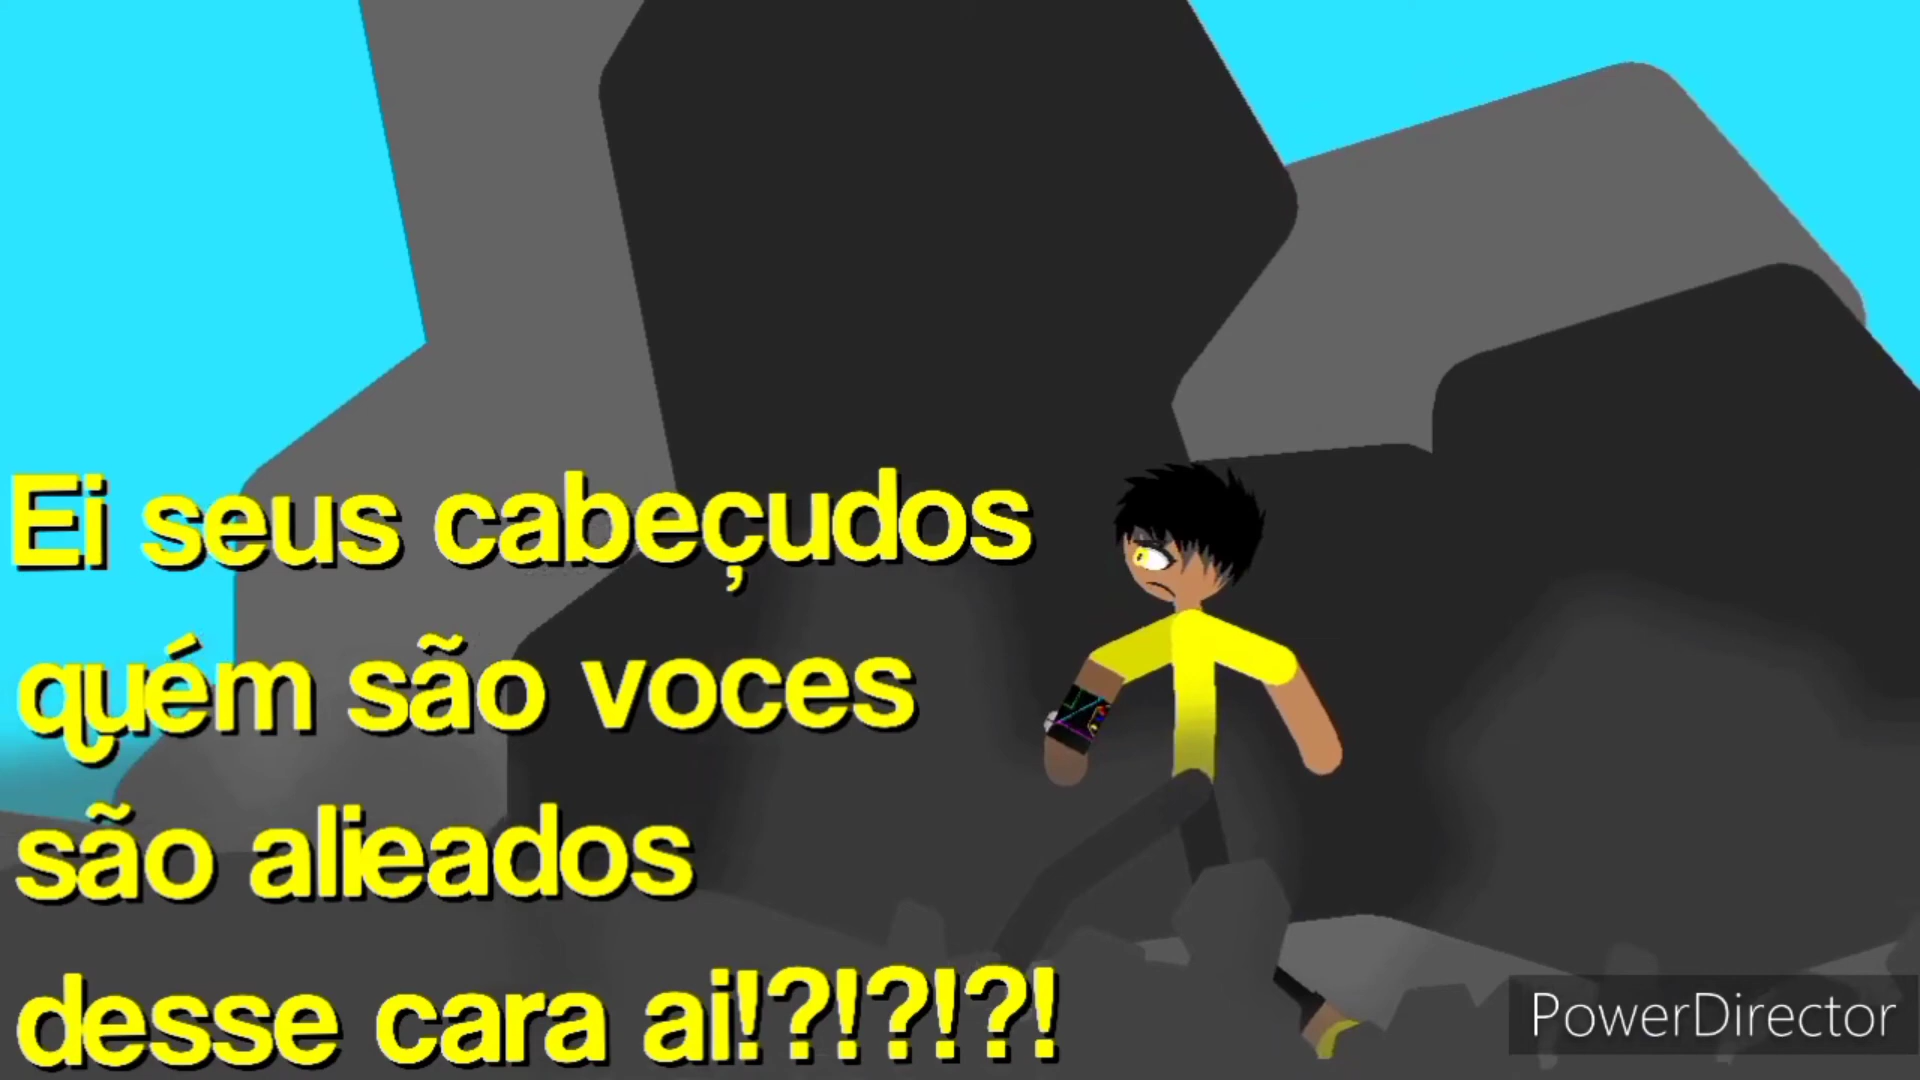 Ei seus cabeçudos
quém são voces
são alieados
desse cara ai!?!?!?!
PowerDirector